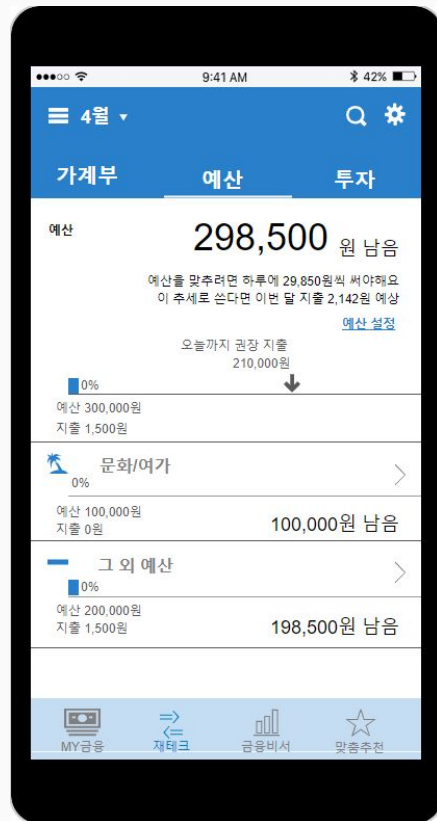 9:41 AM
42%
4월
가계부 예산 투자
예산
298,500 원 남음
예산을 맞추려면 하루에 29,850원씩 써야해요
이 추세로 쓴다면 이번 달 지출 2,142원 예상
예산 설정
오늘까지 권장 지출
210,000원
0%
예산 300,000원
지출 1,500원
문화/여가
0%
예산 100,000원
지출 0원
100,000원 남음
그 외 예산
0%
예산 200,000원
지출 1,500원
198,500원 남음
MY금융 재테크 금융비서 맞춤추천